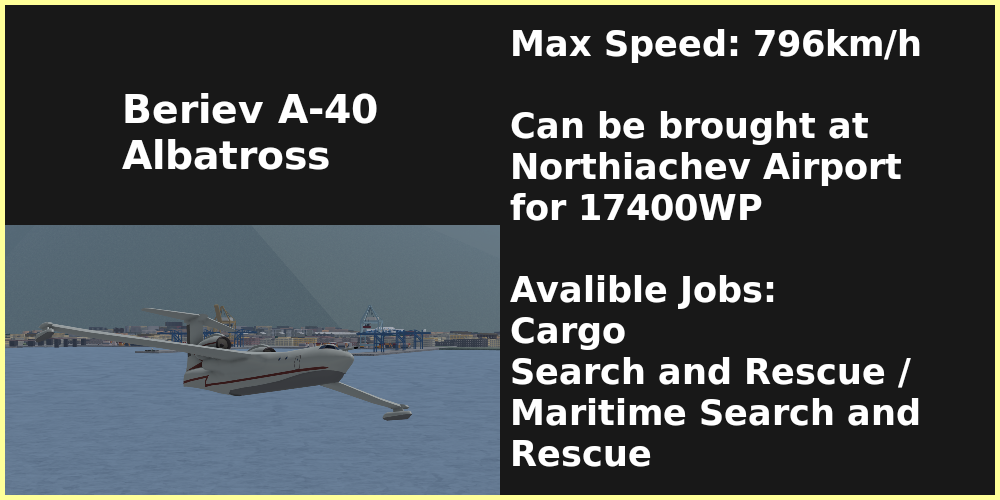 Beriev A-40
Albatross
Max Speed: 796km/h
Can be brought at
Northiachev Airport
for 17400WP
Avalible Jobs:
Cargo
Search and Rescue /
Maritime Search and
Rescue